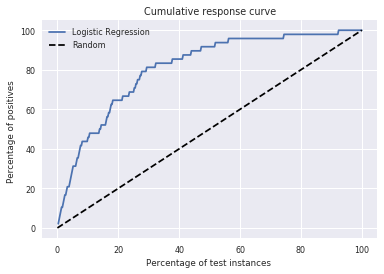 Cumulative response curve
Logistic Regression
Random
Percentage of positives
100
80
60
40
20
0
0
20
40
60
80
100
Percentage of test instances